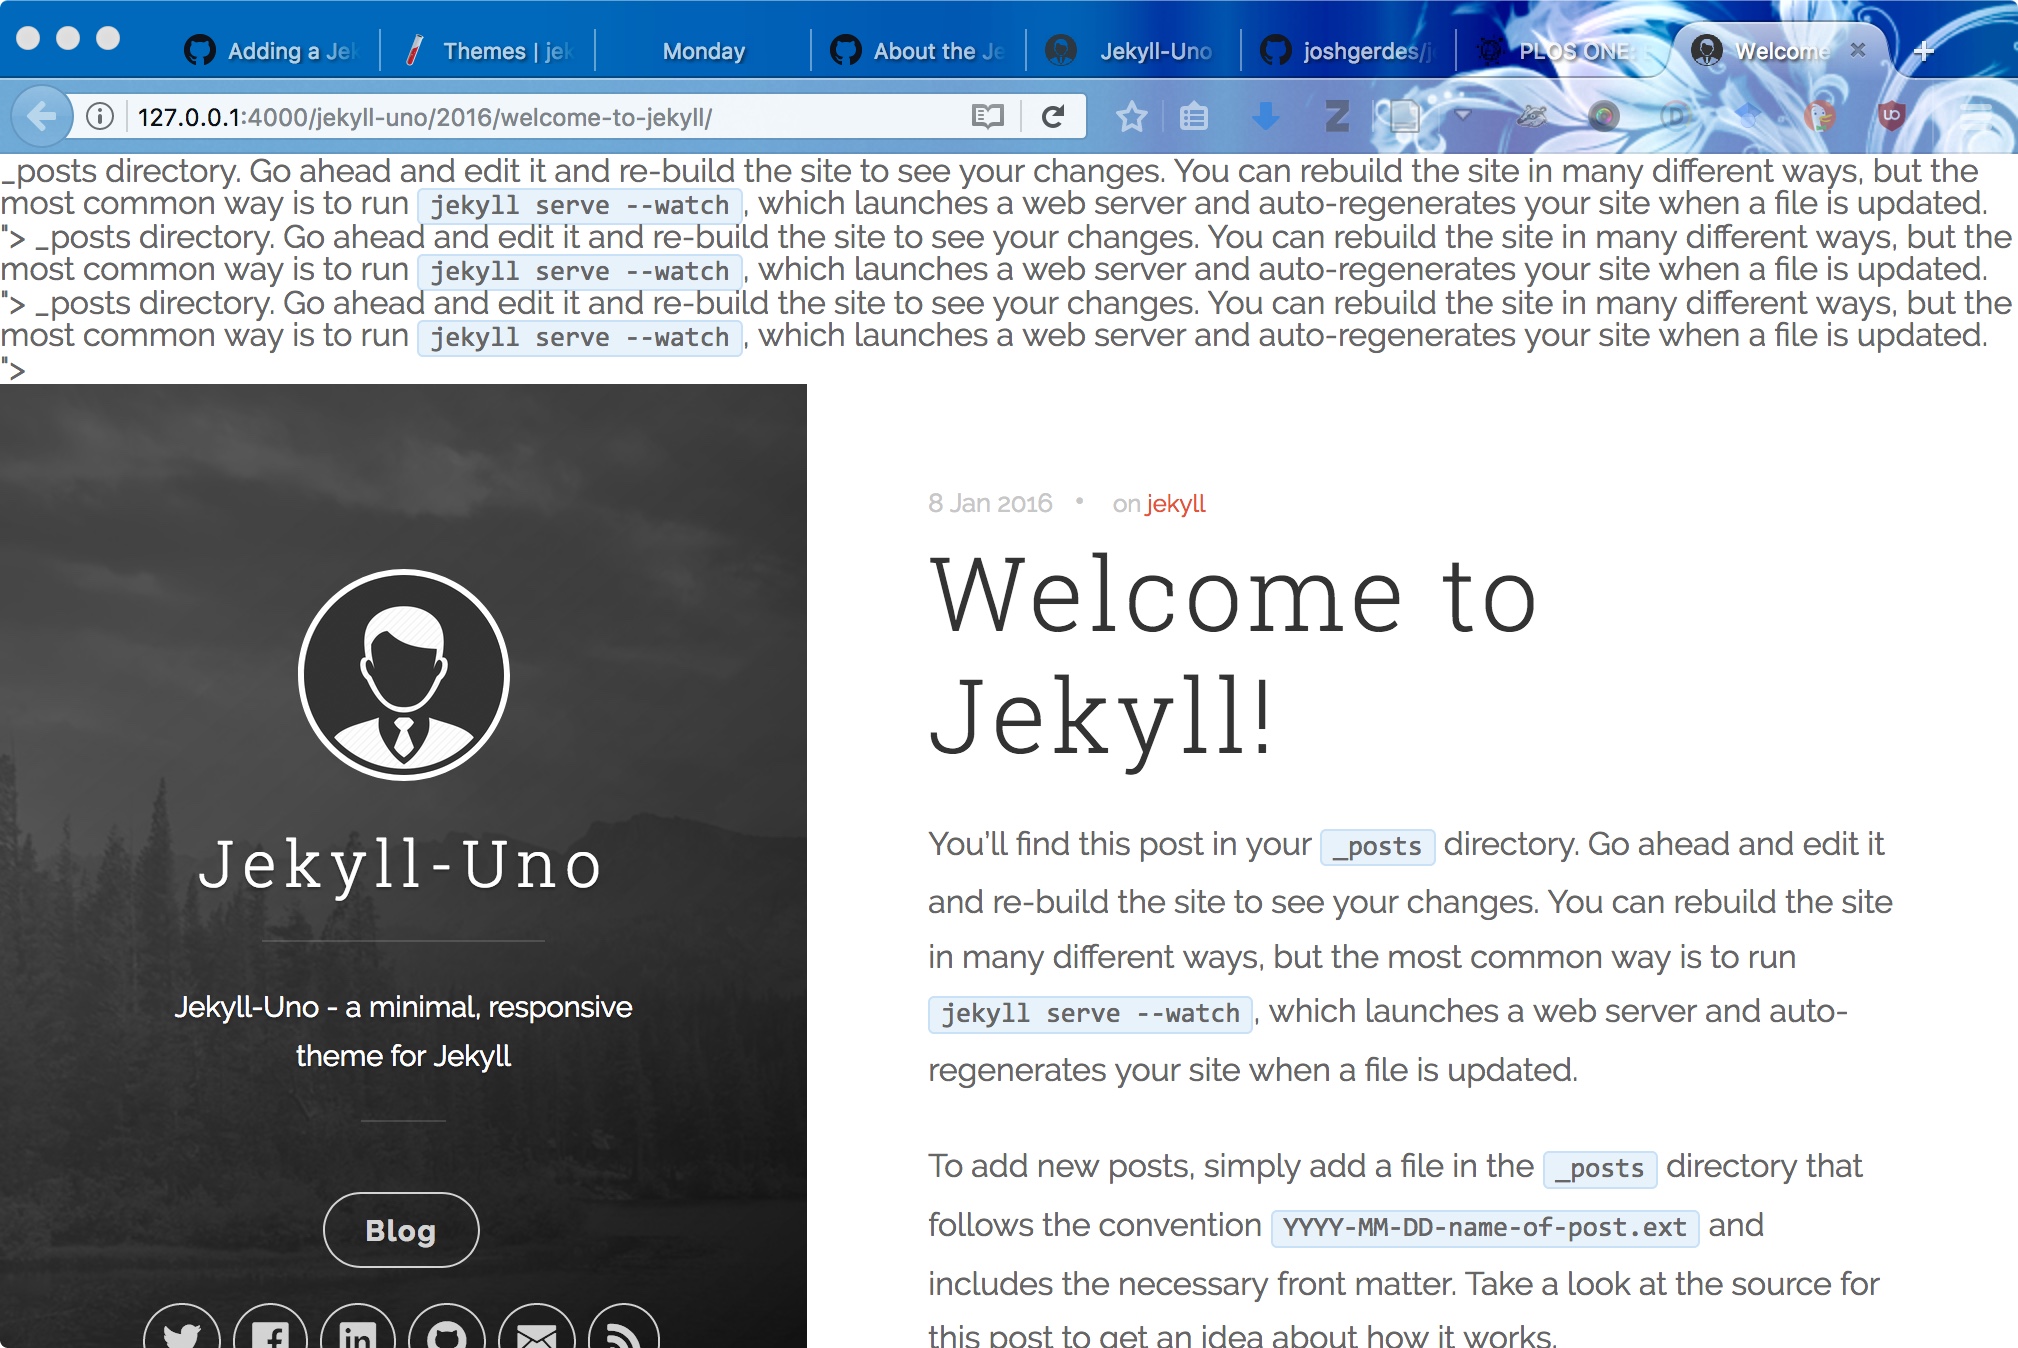 Adding a Jek
Themes | jek
Monday
About the Je
Jekyll-Uno
joshgerdes/j
PLOS ONE:
Welcome
127.0.0.1:4000/jekyll-uno/2016/welcome-to-jekyll/
_posts directory. Go ahead and edit it and re-build the site to see your changes. You can rebuild the site in many different ways, but the
most common way is to run jekyll serve --watch, which launches a web server and auto-regenerates your site when a file is updated.
"> _posts directory. Go ahead and edit it and re-build the site to see your changes. You can rebuild the site in many different ways, but the
most common way is to run jekyll serve --watch, which launches a web server and auto-regenerates your site when a file is updated.
"> _posts directory. Go ahead and edit it and re-build the site to see your changes. You can rebuild the site in many different ways, but the
most common way is to run jekyll serve --watch, which launches a web server and auto-regenerates your site when a file is updated.
">
Jekyll-Uno
Jekyll-Uno - a minimal, responsive
theme for Jekyll
Blog
8 Jan 2016 • on jekyll
Welcome to
Jekyll!
You’ll find this post in your _posts directory. Go ahead and edit it
and re-build the site to see your changes. You can rebuild the site
in many different ways, but the most common way is to run
jekyll serve --watch, which launches a web server and auto-
regenerates your site when a file is updated.
To add new posts, simply add a file in the _posts directory that
follows the convention YYYY-MM-DD-name-of-post.ext and
includes the necessary front matter. Take a look at the source for
this post to get an idea about how it works.